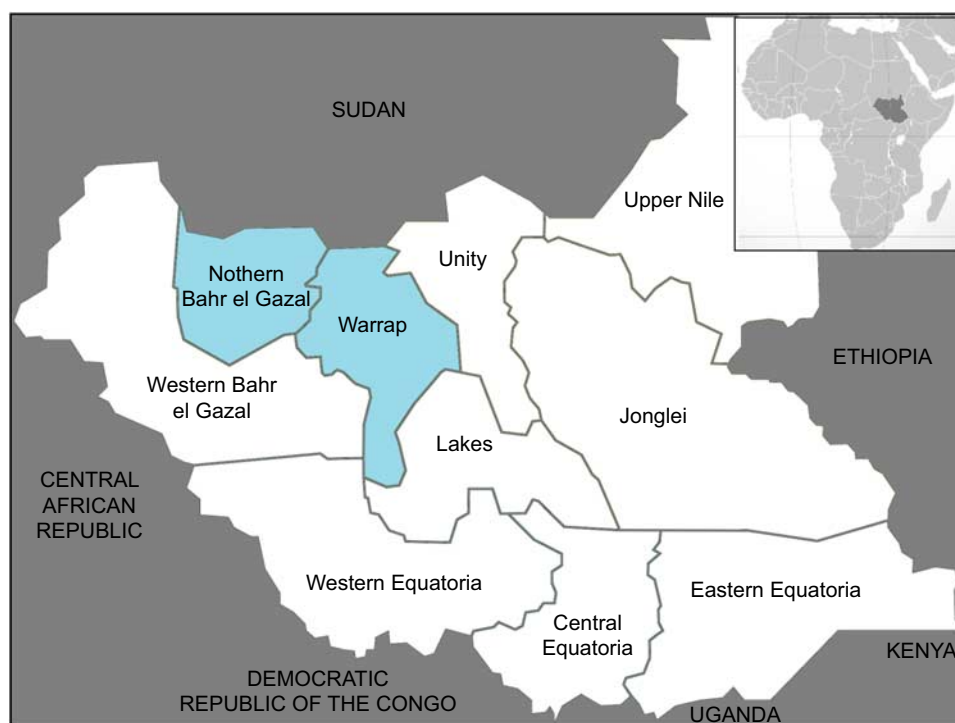 SUDAN
Upper Nile
Unity
Nothern
Bahr el Gazal
Warrap
ETHIOPIA
Western Bahr
el Gazal
Jonglei
Lakes
CENTRAL
AFRICAN
REPUBLIC
Western Equatoria
Eastern Equatoria
Central
Equatoria
KENYA
DEMOCRATIC
REPUBLIC OF THE CONGO
UGANDA